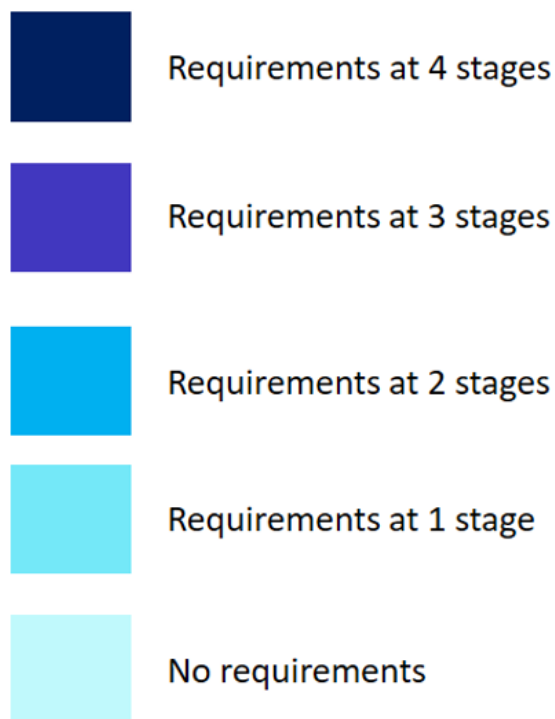 Requirements at 4 stages
Requirements at 3 stages
Requirements at 2 stages
Requirements at 1 stage
No requirements